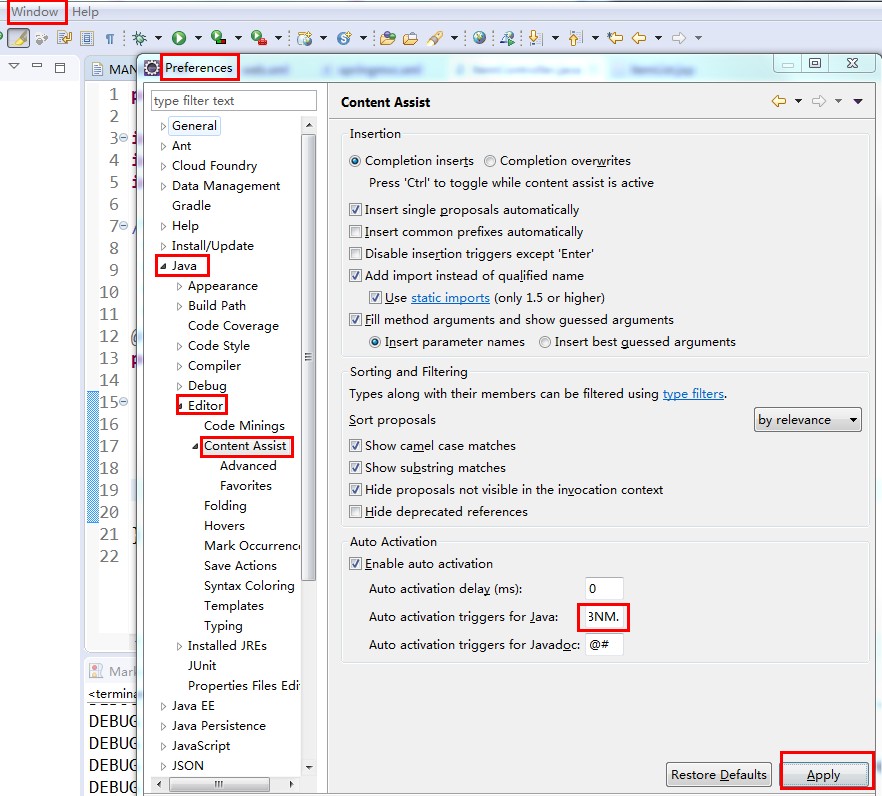 Window Help
MAN
Preferences
type filter text
General
Ant
Cloud Foundry
Data Management
Gradle
Help
Install/Update
Java
Appearance
Build Path
Code Coverage
Code Style
Compiler
Debug
Editor
Code Minings
Content Assist
Advanced
Favorites
Folding
Hovers
Mark Occurrenc
Save Actions
Syntax Coloring
Templates
Typing
Installed JREs
JUnit
Properties Files Edi
Java EE
Java Persistence
JavaScript
JSON
Content Assist
Insertion
Completion inserts Completion overwrites
Press 'Ctrl' to toggle while content assist is active
Insert single proposals automatically
Insert common prefixes automatically
Disable insertion triggers except 'Enter'
Add import instead of qualified name
Use static imports (only 1.5 or higher)
Fill method arguments and show guessed arguments
Insert parameter names Insert best guessed arguments
Sorting and Filtering
Types along with their members can be filtered using type filters.
Sort proposals by relevance
Show camel case matches
Show substring matches
Hide proposals not visible in the invocation context
Hide deprecated references
Auto Activation
Enable auto activation
Auto activation delay (ms): 0
Auto activation triggers for Java: BNM.
Auto activation triggers for Javadoc: @#
Restore Defaults Apply
1
2
3
4
5
6
7
8
9
10
11
12
13
14
15
16
17
18
19
20
21
22
Mark
<termina
DEBUG
DEBUG
DEBUG
DEBUG